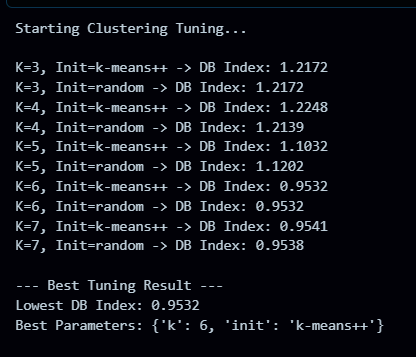 Starting Clustering Tuning...
K=3, Init=k-means++ -> DB Index: 1.2172
K=3, Init=random -> DB Index: 1.2172
K=4, Init=k-means++ -> DB Index: 1.2248
K=4, Init=random -> DB Index: 1.2139
K=5, Init=k-means++ -> DB Index: 1.1032
K=5, Init=random -> DB Index: 1.1202
K=6, Init=k-means++ -> DB Index: 0.9532
K=6, Init=random -> DB Index: 0.9532
K=7, Init=k-means++ -> DB Index: 0.9541
K=7, Init=random -> DB Index: 0.9538
--- Best Tuning Result ---
Lowest DB Index: 0.9532
Best Parameters: {'k': 6, 'init': 'k-means++'}